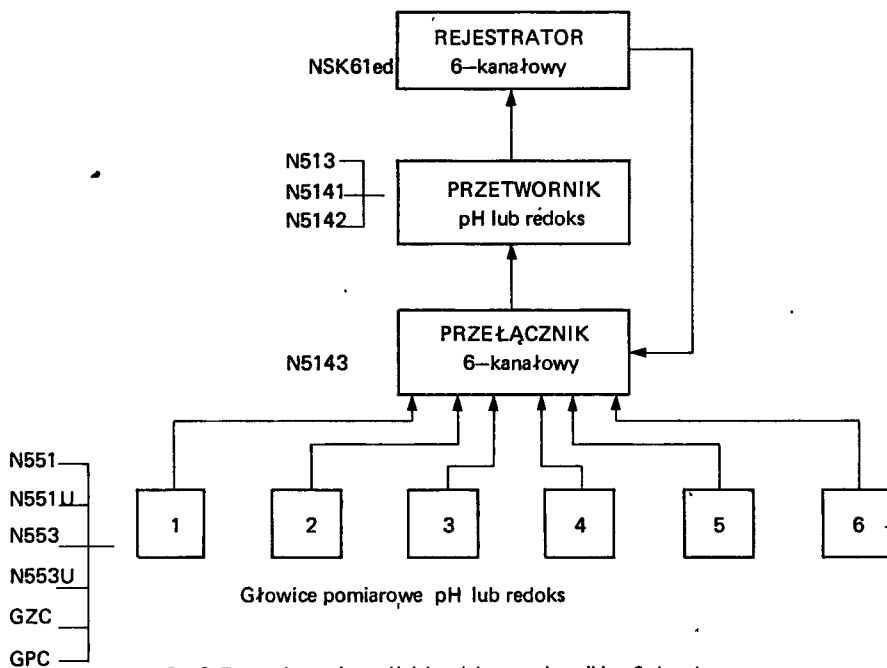 REJESTRATOR
NSK61ed 6-kanałowy
N513
N5141
N5142
PRZETWORNIK
pH lub redoks
PRZEŁĄCZNIK
N5143 6-kanałowy
N551
N551U
N553
N553U
GZC
GPC
1 2 3 4 5 6
Głowice pomiarowe pH lub redoks